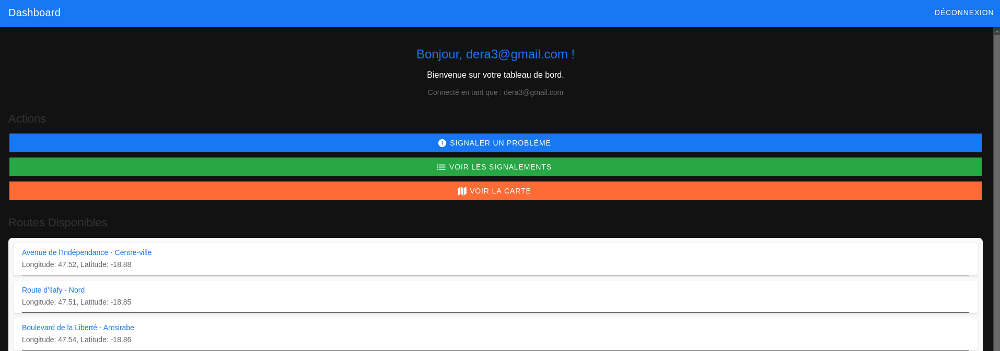 Dashboard
DÉCONNEXION
Bonjour, dera3@gmail.com !
Bienvenue sur votre tableau de bord.
Connecté en tant que : dera3@gmail.com
Actions
SIGNALER UN PROBLÈME
VOIR LES SIGNALEMENTS
VOIR LA CARTE
Routes Disponibles
Avenue de l'Indépendance - Centre-ville
Longitude: 47.52, Latitude: -18.88
Route d'Ilafy - Nord
Longitude: 47.51, Latitude: -18.85
Boulevard de la Liberté - Antsirabe
Longitude: 47.54, Latitude: -18.86